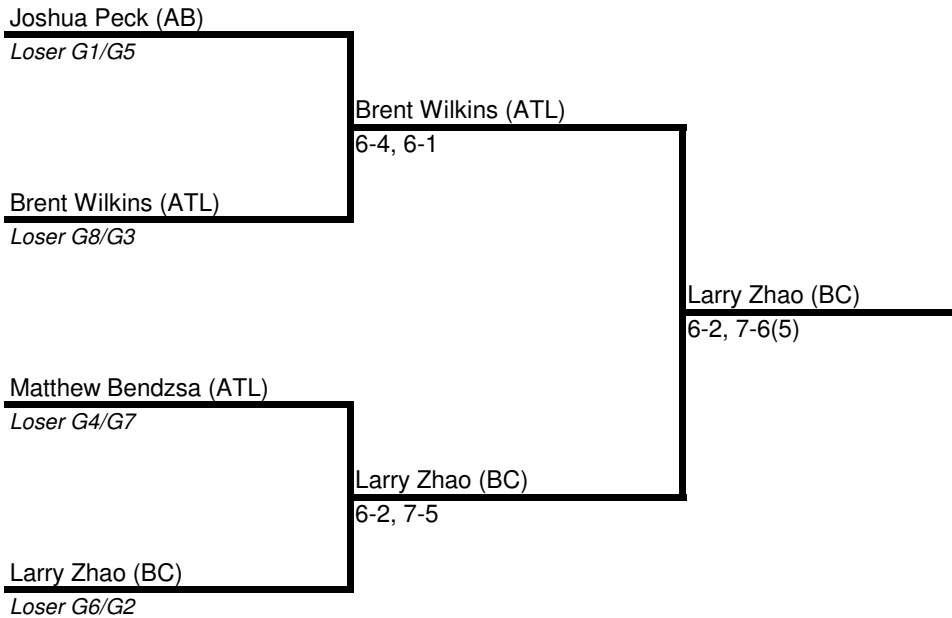 Joshua Peck (AB)
Loser G1/G5
Brent Wilkins (ATL)
6-4, 6-1
Brent Wilkins (ATL)
Loser G8/G3
Larry Zhao (BC)
6-2, 7-6(5)
Matthew Bendzsa (ATL)
Loser G4/G7
Larry Zhao (BC)
6-2, 7-5
Larry Zhao (BC)
Loser G6/G2